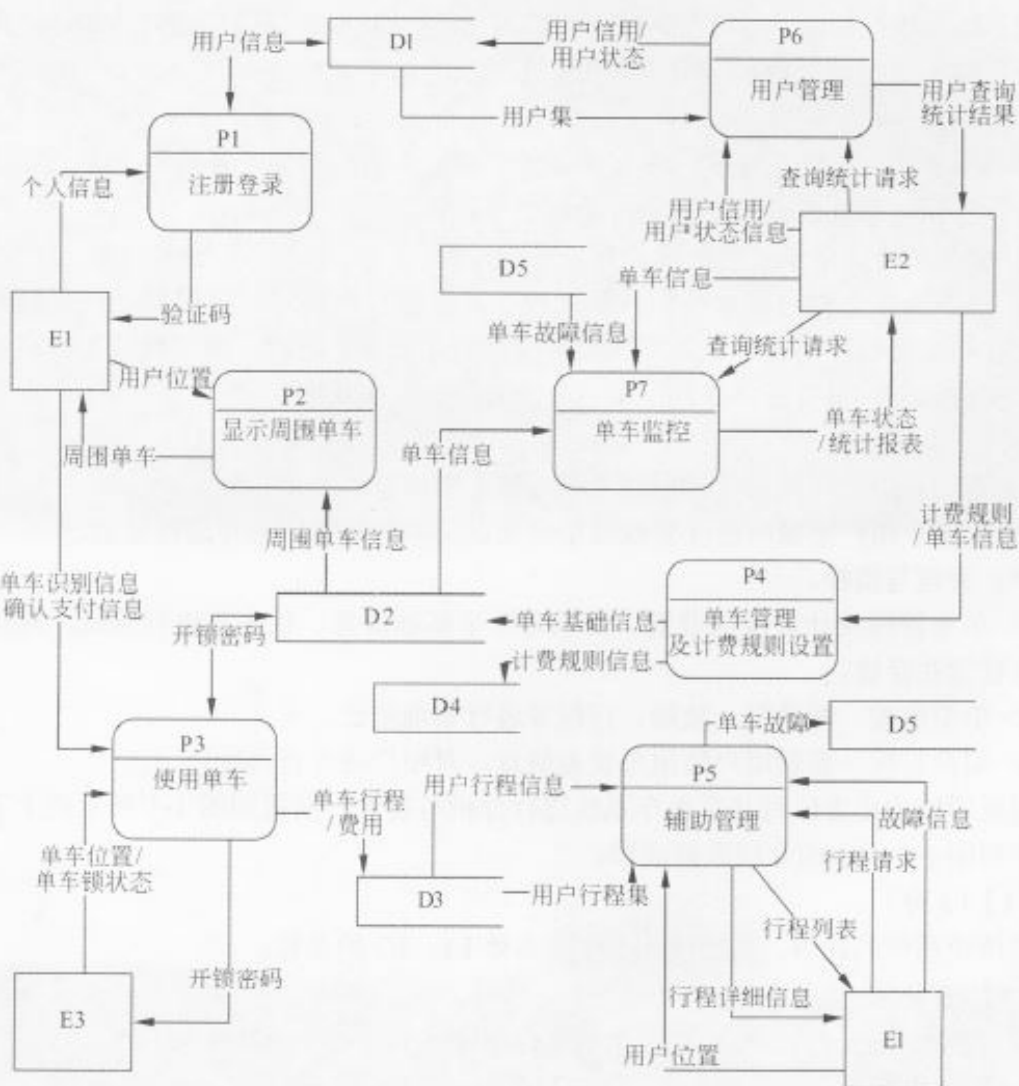 用户信息
D1
用户信用/
用户状态
P6
用户管理
用户查询
统计结果
用户集
P1
注册登录
个人信息
查询统计请求
用户信用/
用户状态信息
E2
D5
单车信息
验证码
E1
单车故障信息
查询统计请求
用户位置
P2
显示周围单车
P7
单车监控
单车状态
/统计报表
周围单车
单车信息
计费规则
/单车信息
周围单车信息
单车识别信息
确认支付信息
P4
单车管理
及计费规则设置
D2
单车基础信息
开锁密码
计费规则信息
D4
D5
单车故障
P3
使用单车
P5
辅助管理
用户行程信息
单车行程
/费用
故障信息
行程请求
单车位置/
单车锁状态
D3
用户行程集
行程列表
开锁密码
E3
行程详细信息
用户位置
E1